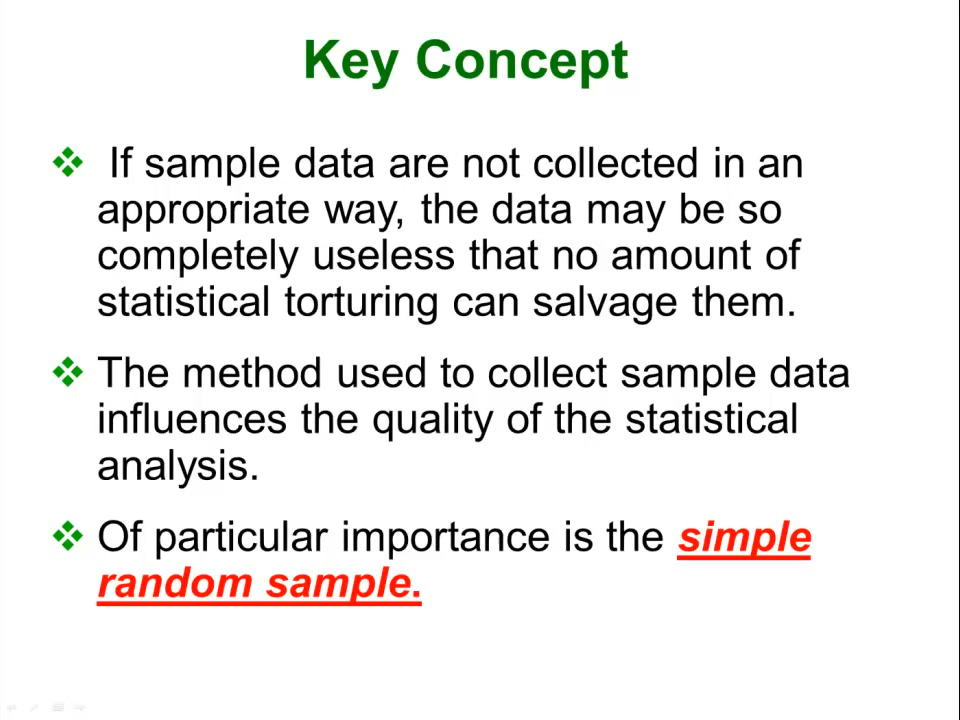 Key Concept
❖ If sample data are not collected in an
appropriate way, the data may be so
completely useless that no amount of
statistical torturing can salvage them.
❖ The method used to collect sample data
influences the quality of the statistical
analysis.
❖ Of particular importance is the simple
random sample.